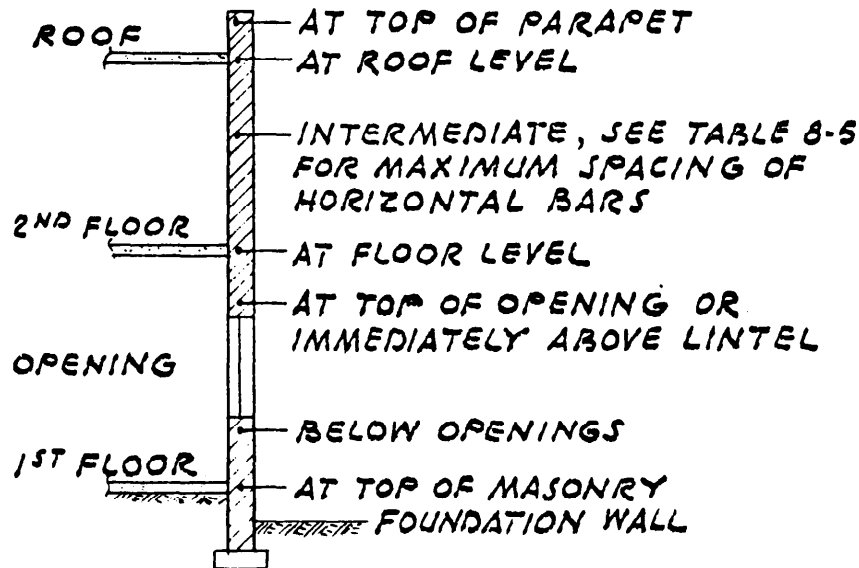 ROOF
AT TOP OF PARAPET
AT ROOF LEVEL
INTERMEDIATE, SEE TABLE 8-5
FOR MAXIMUM SPACING OF
HORIZONTAL BARS
2ND FLOOR
AT FLOOR LEVEL
AT TOP OF OPENING OR
IMMEDIATELY ABOVE LINTEL
OPENING
BELOW OPENINGS
1ST FLOOR
AT TOP OF MASONRY
FOUNDATION WALL